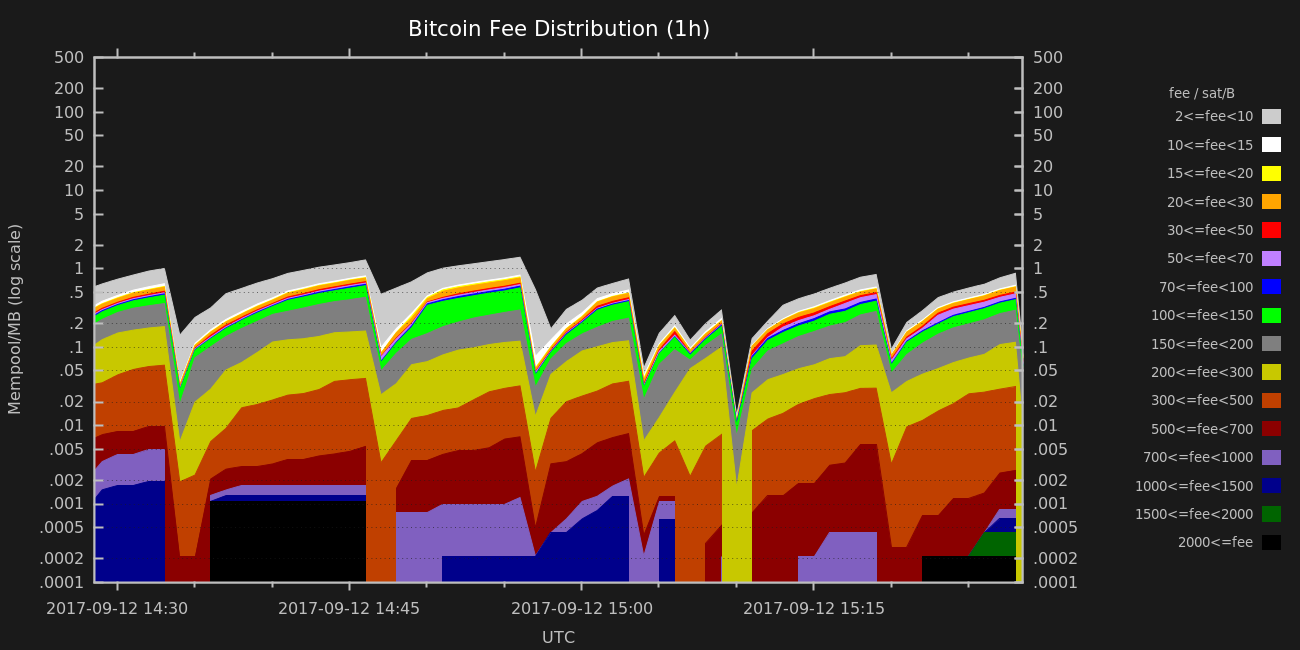 Bitcoin Fee Distribution (1h)
500 500
200 200
100 100
50 50
20 20
10 10
5 5
2 2
1 1
.5 .5
.2 .2
.1 .1
.05 .05
.02 .02
.01 .01
.005 .005
.002 .002
.001 .001
.0005 .0005
.0002 .0002
.0001 .0001
Mempool/MB (log scale)
2017-09-12 14:30 2017-09-12 14:45 2017-09-12 15:00 2017-09-12 15:15
UTC
fee / sat/B
2<=fee<10
10<=fee<15
15<=fee<20
20<=fee<30
30<=fee<50
50<=fee<70
70<=fee<100
100<=fee<150
150<=fee<200
200<=fee<300
300<=fee<500
500<=fee<700
700<=fee<1000
1000<=fee<1500
1500<=fee<2000
2000<=fee